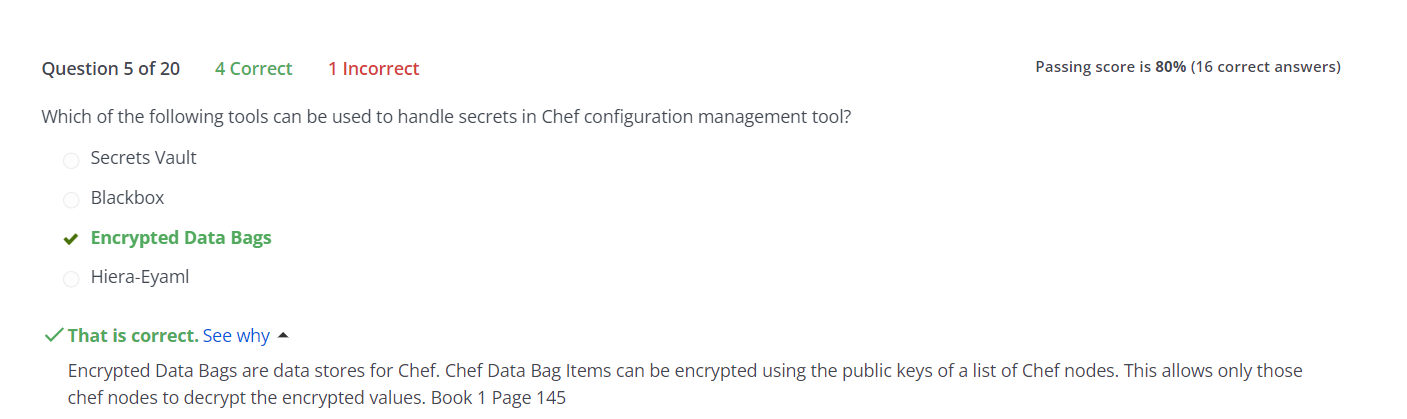 Question 5 of 20 4 Correct 1 Incorrect Passing score is 80% (16 correct answers)
Which of the following tools can be used to handle secrets in Chef configuration management tool?
Secrets Vault
Blackbox
Encrypted Data Bags
Hiera-Eyaml
That is correct. See why
Encrypted Data Bags are data stores for Chef. Chef Data Bag Items can be encrypted using the public keys of a list of Chef nodes. This allows only those
chef nodes to decrypt the encrypted values. Book 1 Page 145